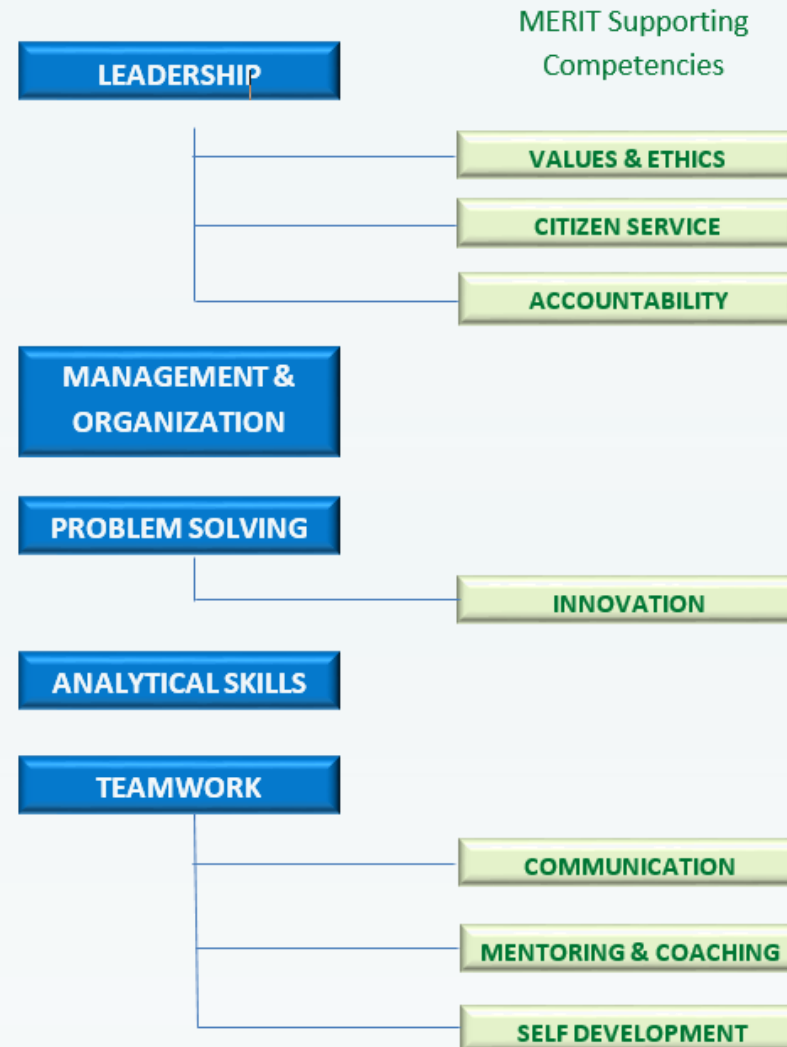 MERIT Supporting
Competencies
LEADERSHIP
VALUES & ETHICS
CITIZEN SERVICE
ACCOUNTABILITY
MANAGEMENT &
ORGANIZATION
PROBLEM SOLVING
INNOVATION
ANALYTICAL SKILLS
TEAMWORK
COMMUNICATION
MENTORING & COACHING
SELF DEVELOPMENT